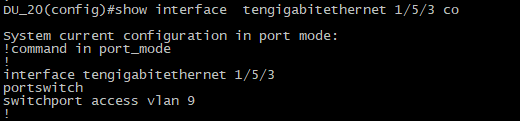 DU_20(config)#show interface  tengigabitethernet 1/5/3 co
System current configuration in port mode:
!command in port_mode
!
interface tengigabitethernet 1/5/3
portswitch
switchport access vlan 9
!